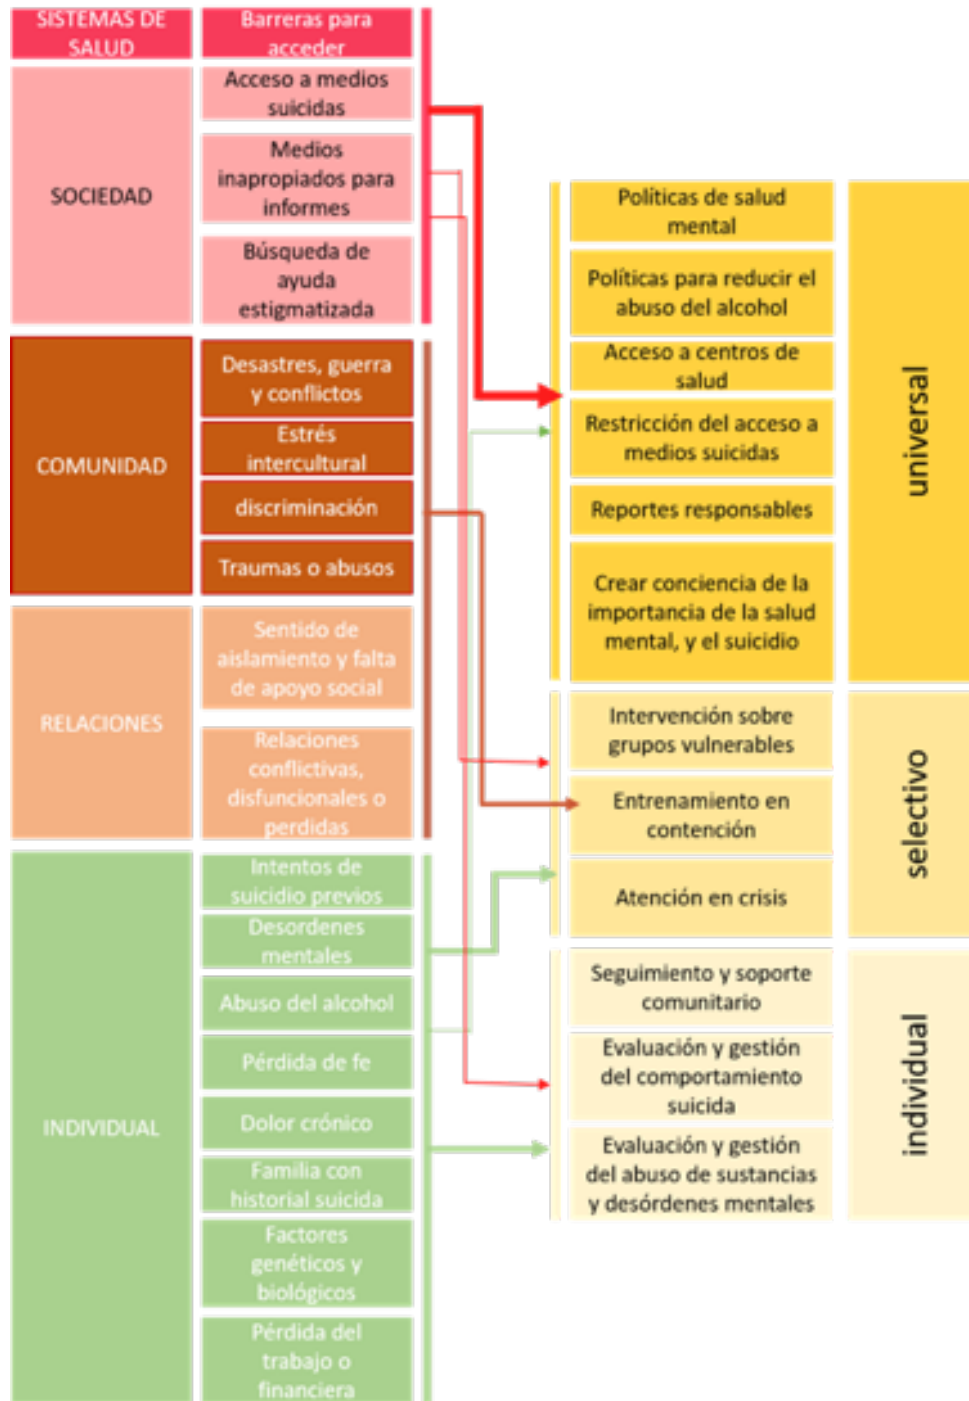 SISTEMAS DE
SALUD
Barreras para
acceder
SOCIEDAD
Acceso a medios
suicidas
Medios
inapropiados para
informes
Búsqueda de
ayuda
estigmatizada
COMUNIDAD
Desastres, guerra
y conflictos
Estrés
intercultural
discriminación
Traumas o abusos
RELACIONES
Sentido de
aislamiento y falta
de apoyo social
Relaciones
conflictivas,
disfuncionales o
perdidas
INDIVIDUAL
Intentos de
suicidio previos
Desordenes
mentales
Abuso del alcohol
Pérdida de fe
Dolor crónico
Familia con
historial suicida
Factores
genéticos y
biológicos
Pérdida del
trabajo o
financiera
Políticas de salud
mental
Políticas para reducir el
abuso del alcohol
Acceso a centros de
salud
Restricción del acceso a
medios suicidas
Reportes responsables
Crear conciencia de la
importancia de la salud
mental, y el suicidio
universal
Intervención sobre
grupos vulnerables
Entrenamiento en
contención
Atención en crisis
selectivo
Seguimiento y soporte
comunitario
Evaluación y gestión
del comportamiento
suicida
Evaluación y gestión
del abuso de sustancias
y desórdenes mentales
individual